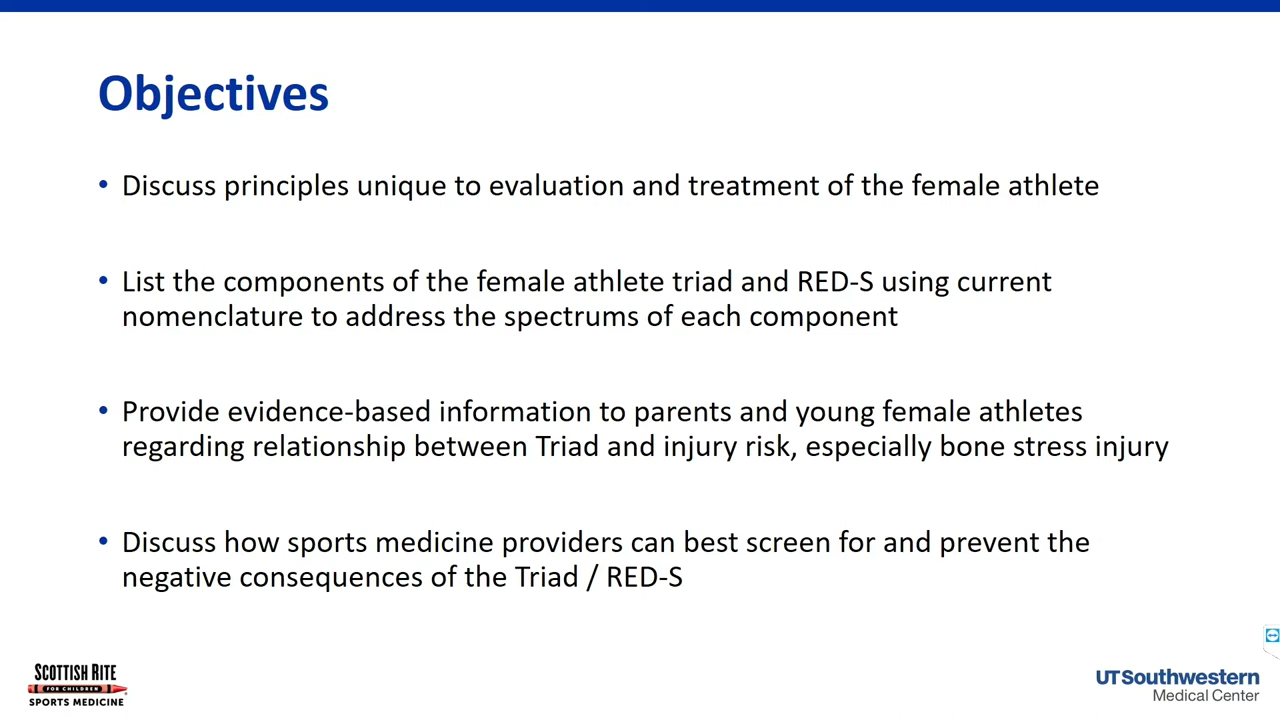 Objectives
• Discuss principles unique to evaluation and treatment of the female athlete
• List the components of the female athlete triad and RED-S using current
nomenclature to address the spectrums of each component
• Provide evidence-based information to parents and young female athletes
regarding relationship between Triad and injury risk, especially bone stress injury
• Discuss how sports medicine providers can best screen for and prevent the
negative consequences of the Triad / RED-S
SCOTTISH RITE
FOR CHILDREN
SPORTS MEDICINE
UTSouthwestern
Medical Center